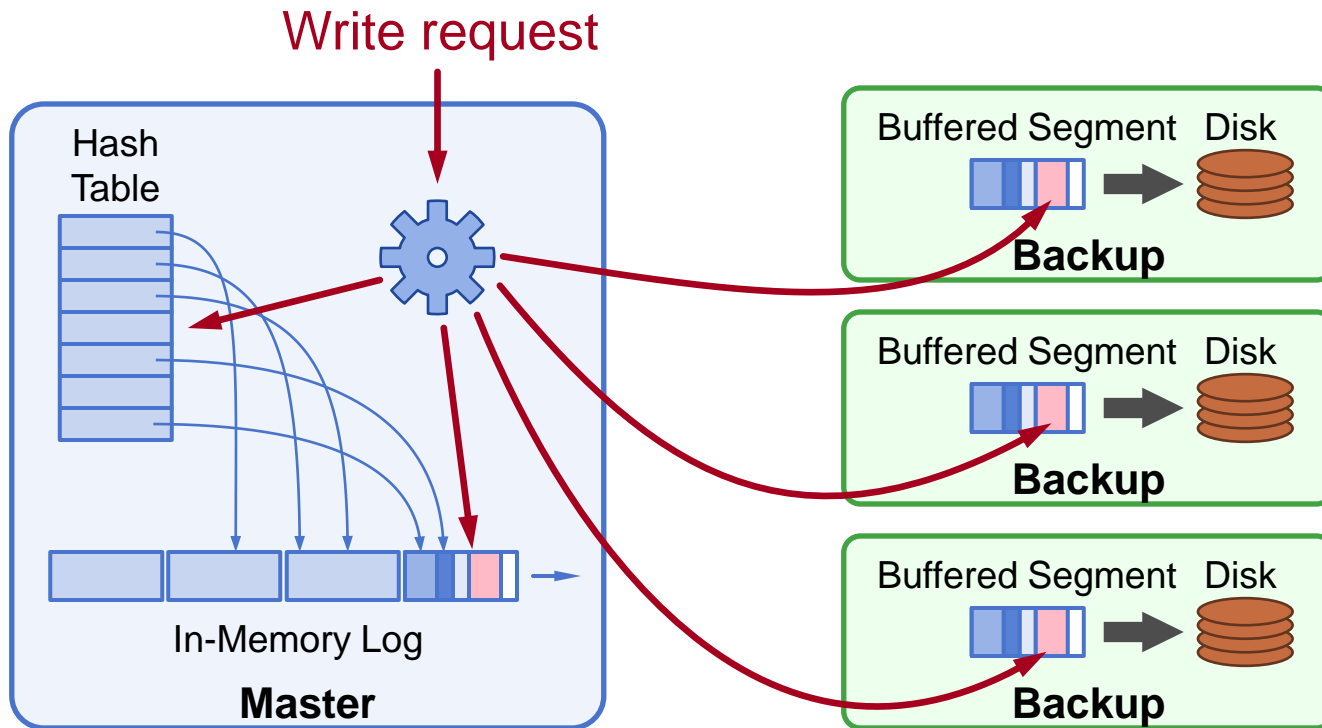 Write request
Hash
Table
In-Memory Log
Master
Buffered Segment
Disk
Backup
Buffered Segment
Disk
Backup
Buffered Segment
Disk
Backup